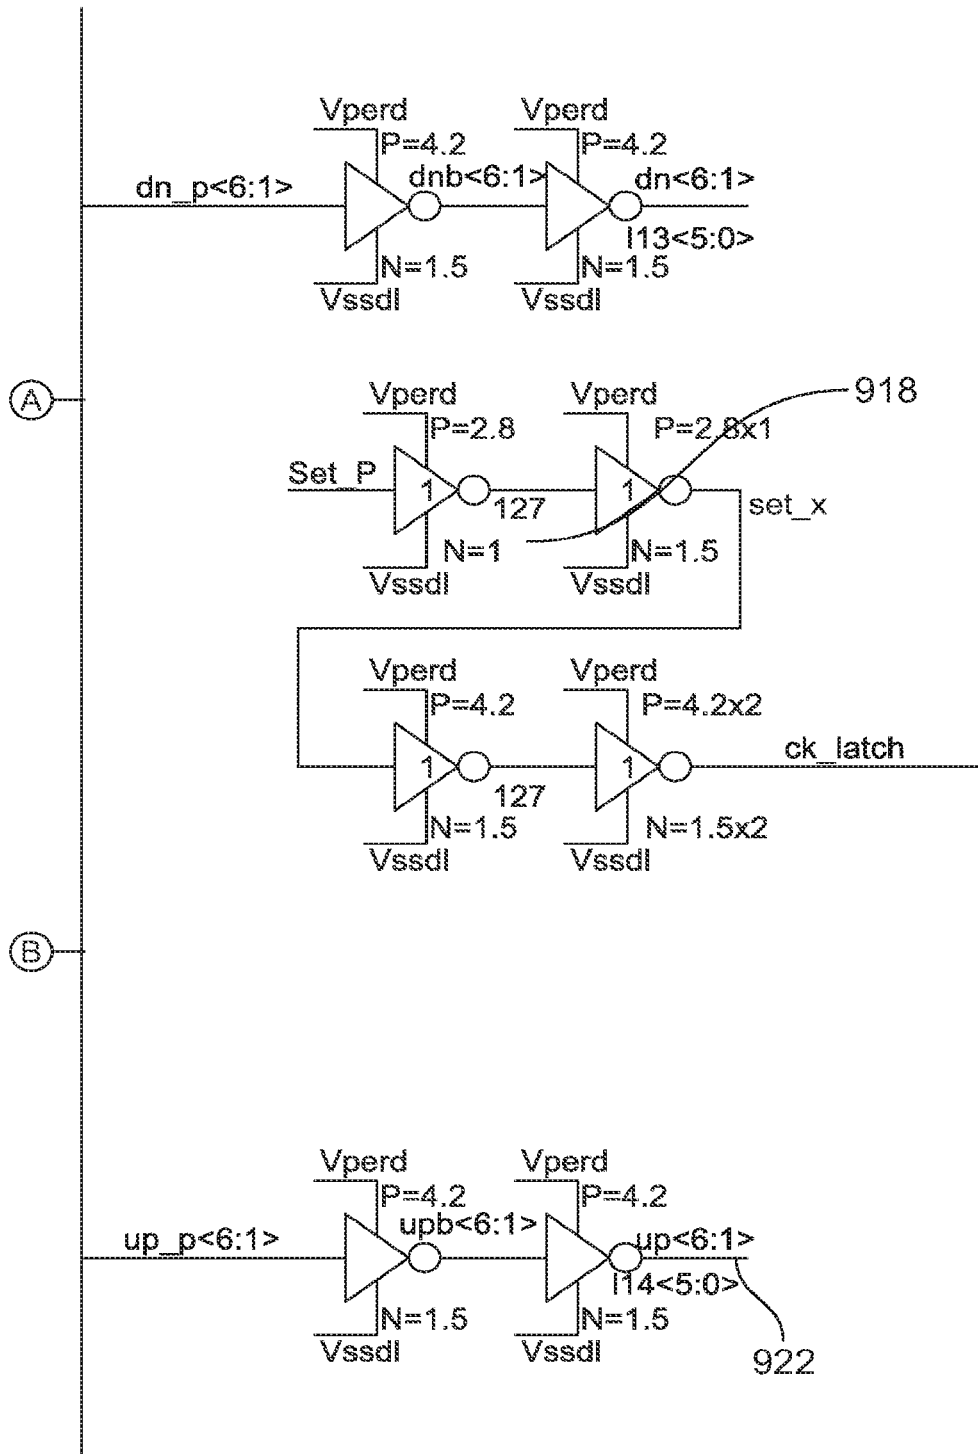 Vperd Vperd
P=4.2 P=4.2
dn_p<6:1> dnb<6:1> dn<6:1>
I13<5:0>
N=1.5 N=1.5
Vssdl Vssdl
A
Vperd Vperd 918
P=2.8 P=2.8x1
Set_P 1 1
127 set_x
N=1 N=1.5
Vssdl Vssdl
Vperd Vperd
P=4.2 P=4.2x2
1 1 ck_latch
127
N=1.5 N=1.5x2
Vssdl Vssdl
B
Vperd Vperd
P=4.2 P=4.2
up_p<6:1> upb<6:1> up<6:1>
I14<5:0>
N=1.5 N=1.5
Vssdl Vssdl
922